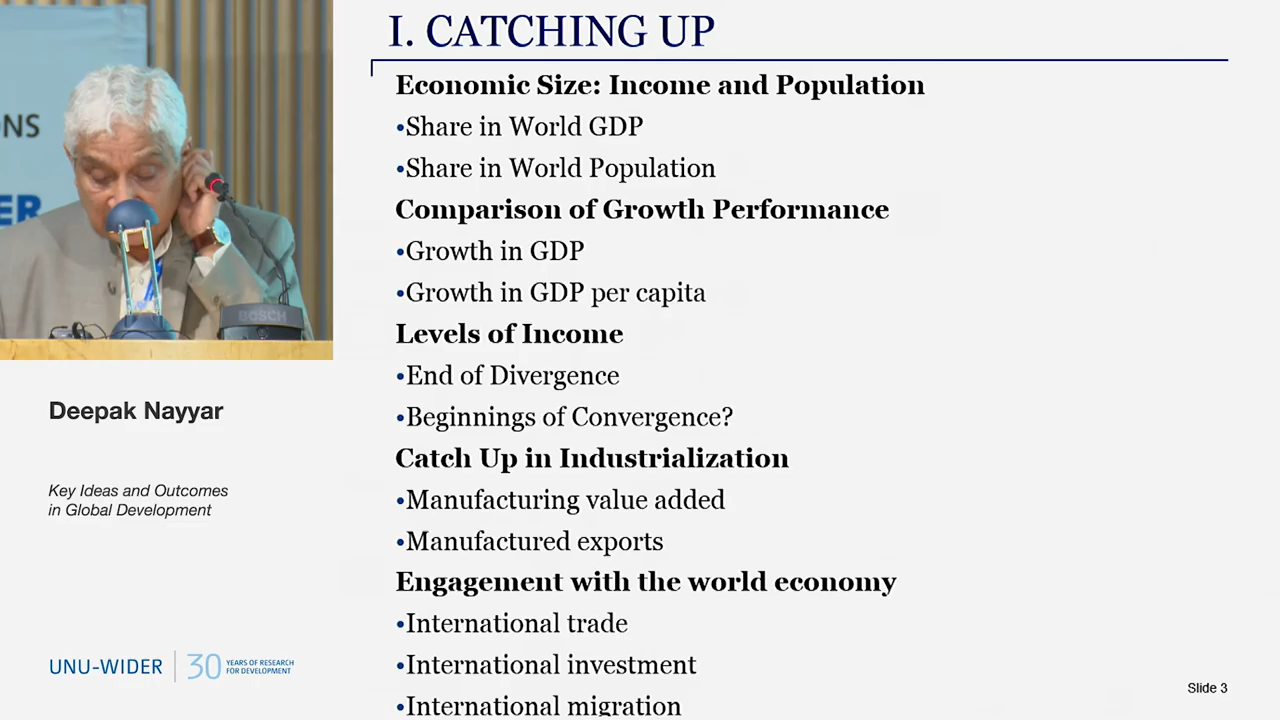 ONS
ER
BOSCH
Deepak Nayyar
Key Ideas and Outcomes
in Global Development
UNU-WIDER
30
YEARS OF RESEARCH
FOR DEVELOPMENT
I. CATCHING UP
Economic Size: Income and Population
•Share in World GDP
•Share in World Population
Comparison of Growth Performance
•Growth in GDP
•Growth in GDP per capita
Levels of Income
•End of Divergence
•Beginnings of Convergence?
Catch Up in Industrialization
•Manufacturing value added
•Manufactured exports
Engagement with the world economy
•International trade
•International investment
•International migration
Slide 3